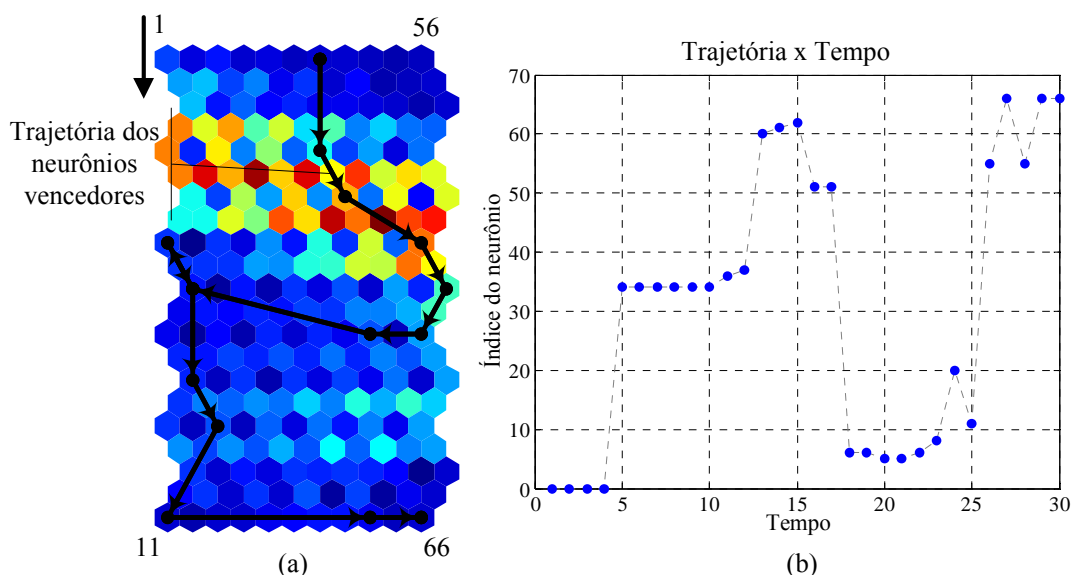 1
56
Trajetória dos
neurônios
vencedores
11
66
(a)
Trajetória x Tempo
Índice do neurônio
70
60
50
40
30
20
10
0
0 5 10 15 20 25 30
Tempo
(b)